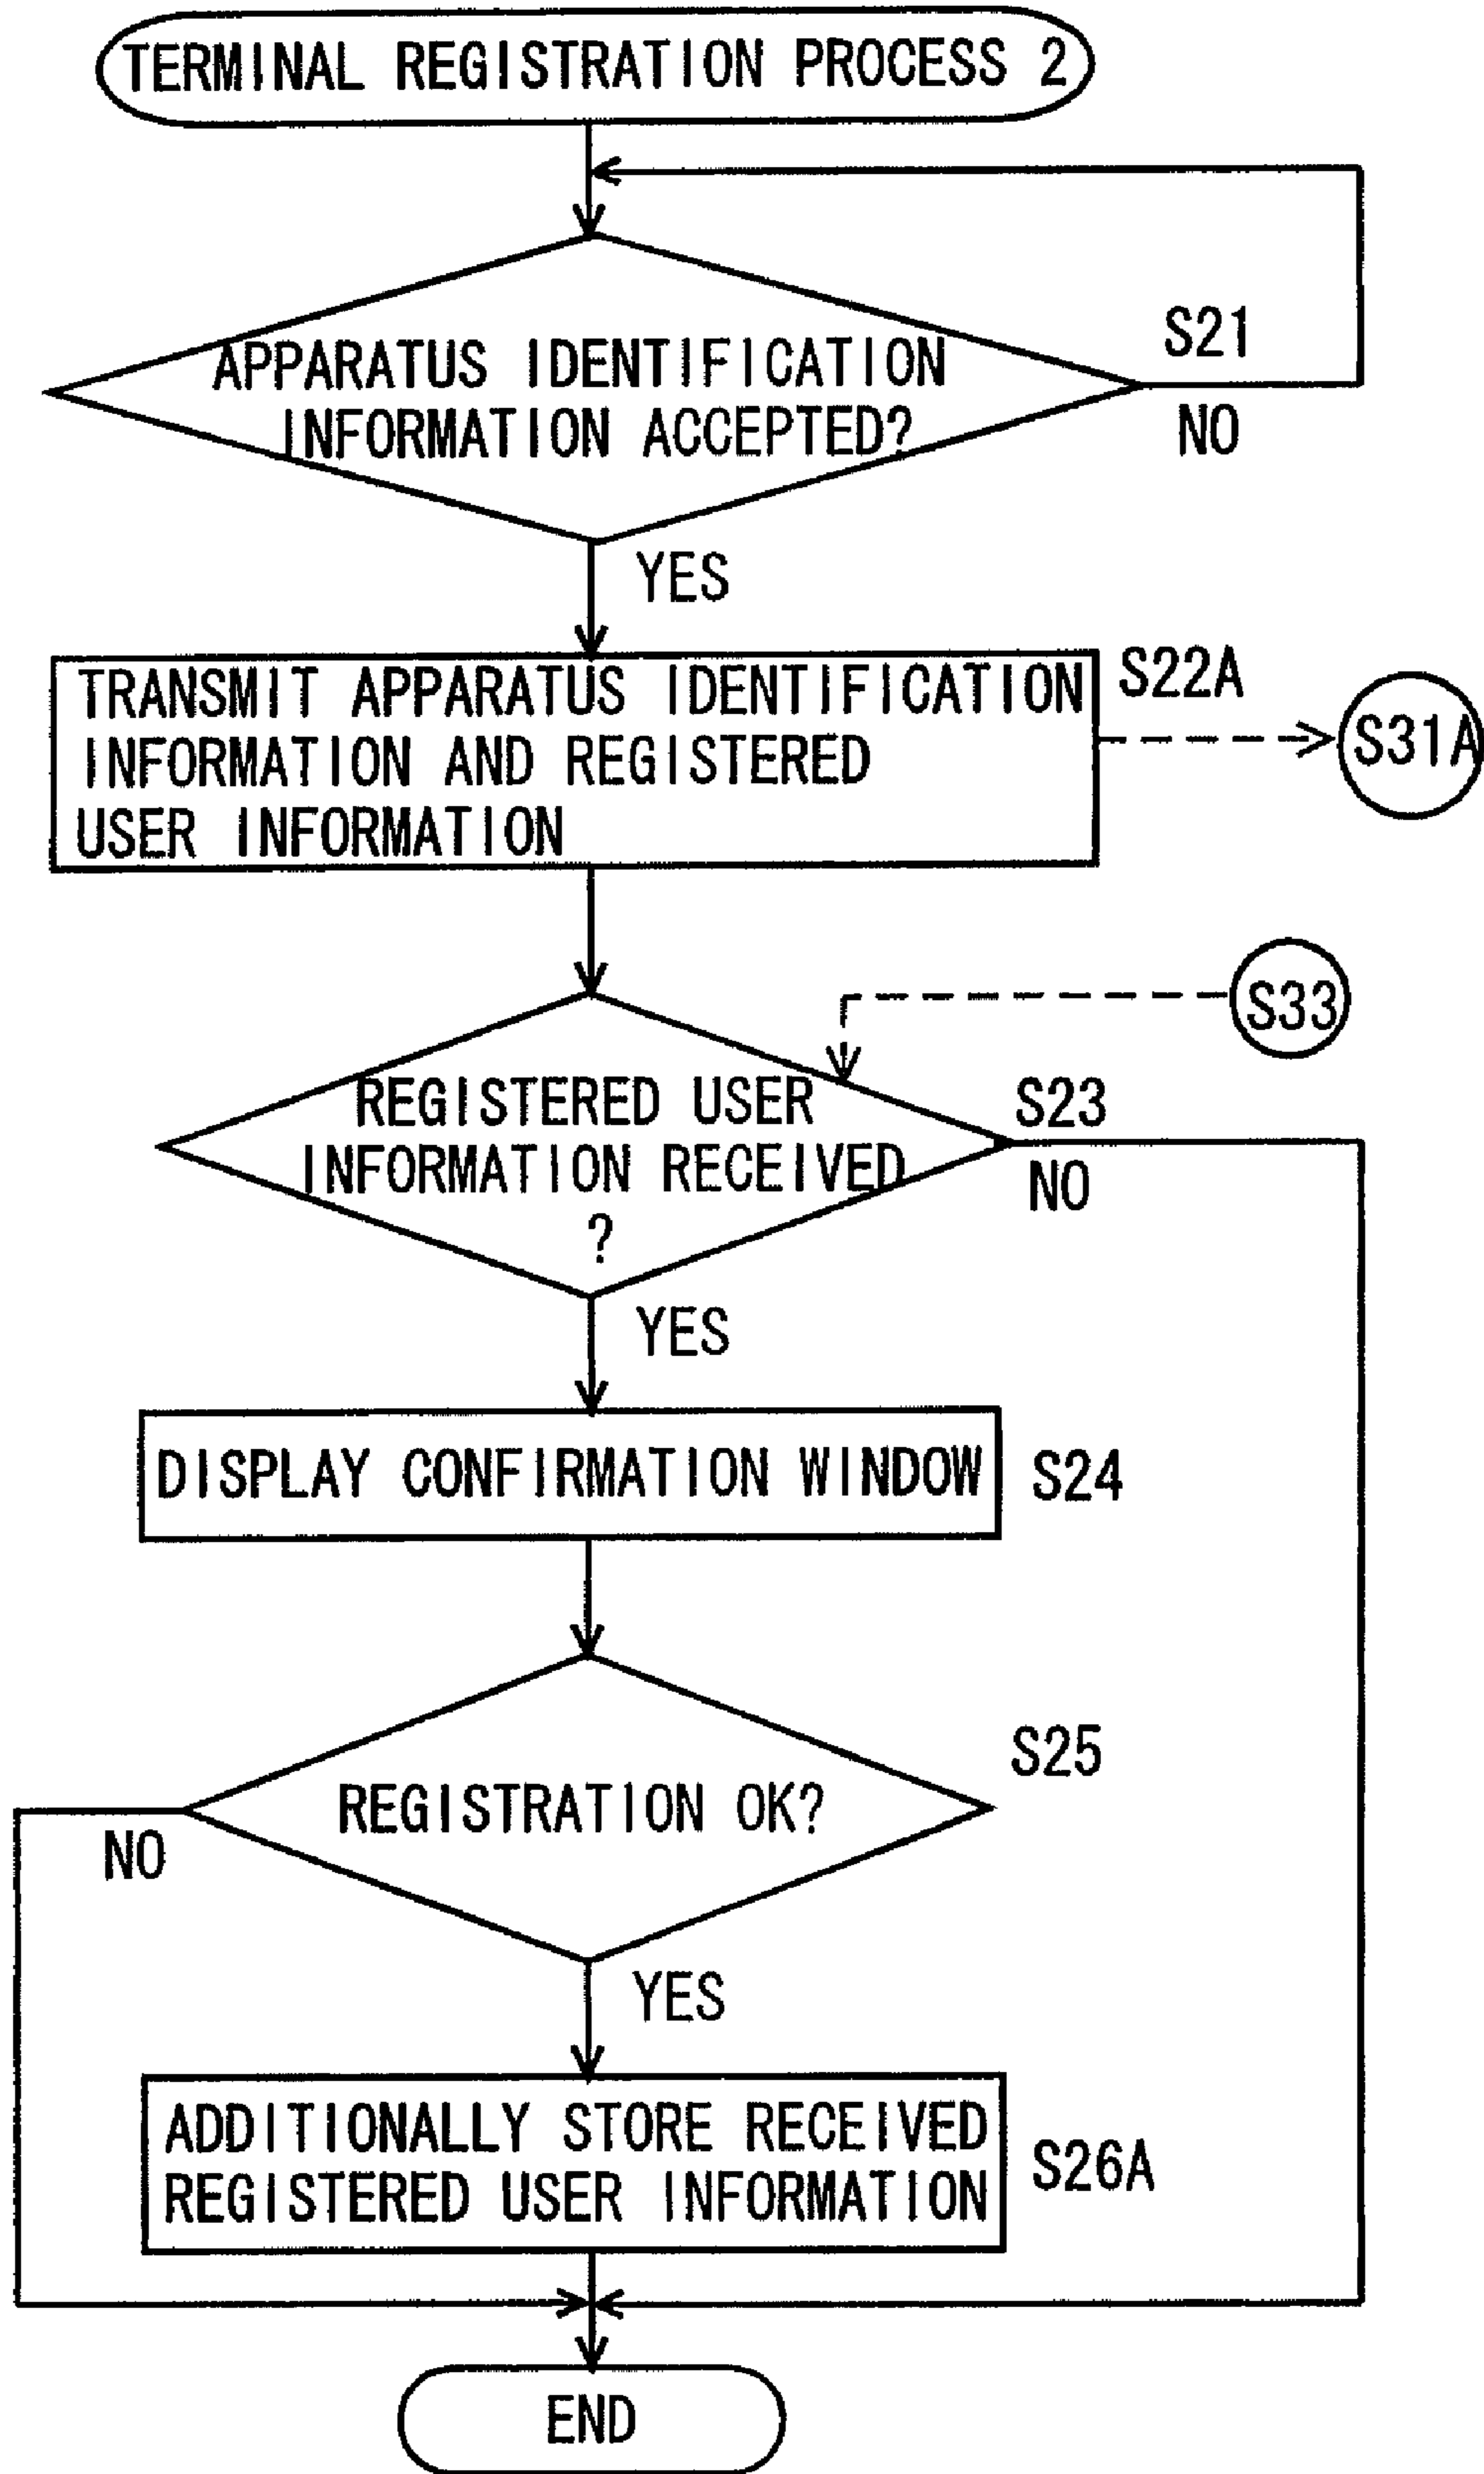 TERMINAL REGISTRATION PROCESS 2
S21
APPARATUS IDENTIFICATION
INFORMATION ACCEPTED?
NO
YES
S22A
TRANSMIT APPARATUS IDENTIFICATION
INFORMATION AND REGISTERED
USER INFORMATION
S31A
S33
REGISTERED USER
INFORMATION RECEIVED
?
S23
NO
YES
DISPLAY CONFIRMATION WINDOW
S24
S25
REGISTRATION OK?
NO
YES
ADDITIONALLY STORE RECEIVED
REGISTERED USER INFORMATION
S26A
END